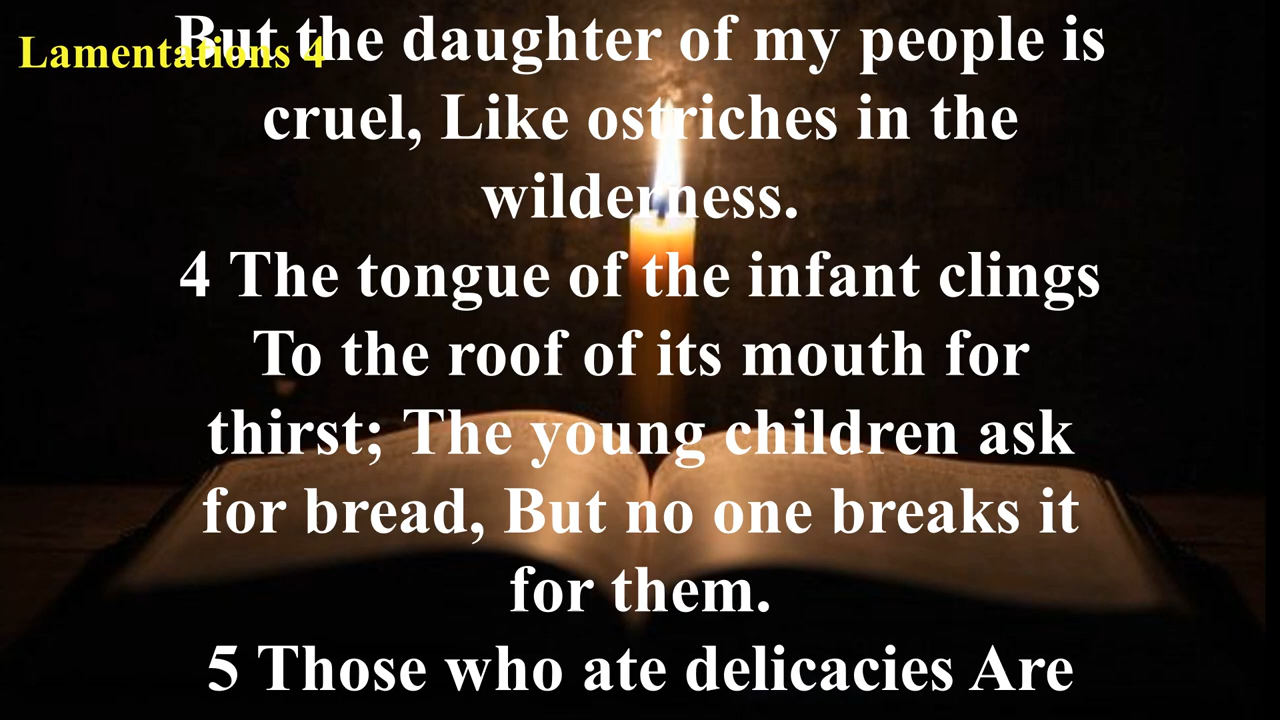 Lamentations 4
But the daughter of my people is
cruel, Like ostriches in the
wilderness.
4 The tongue of the infant clings
To the roof of its mouth for
thirst; The young children ask
for bread, But no one breaks it
for them.
5 Those who ate delicacies Are